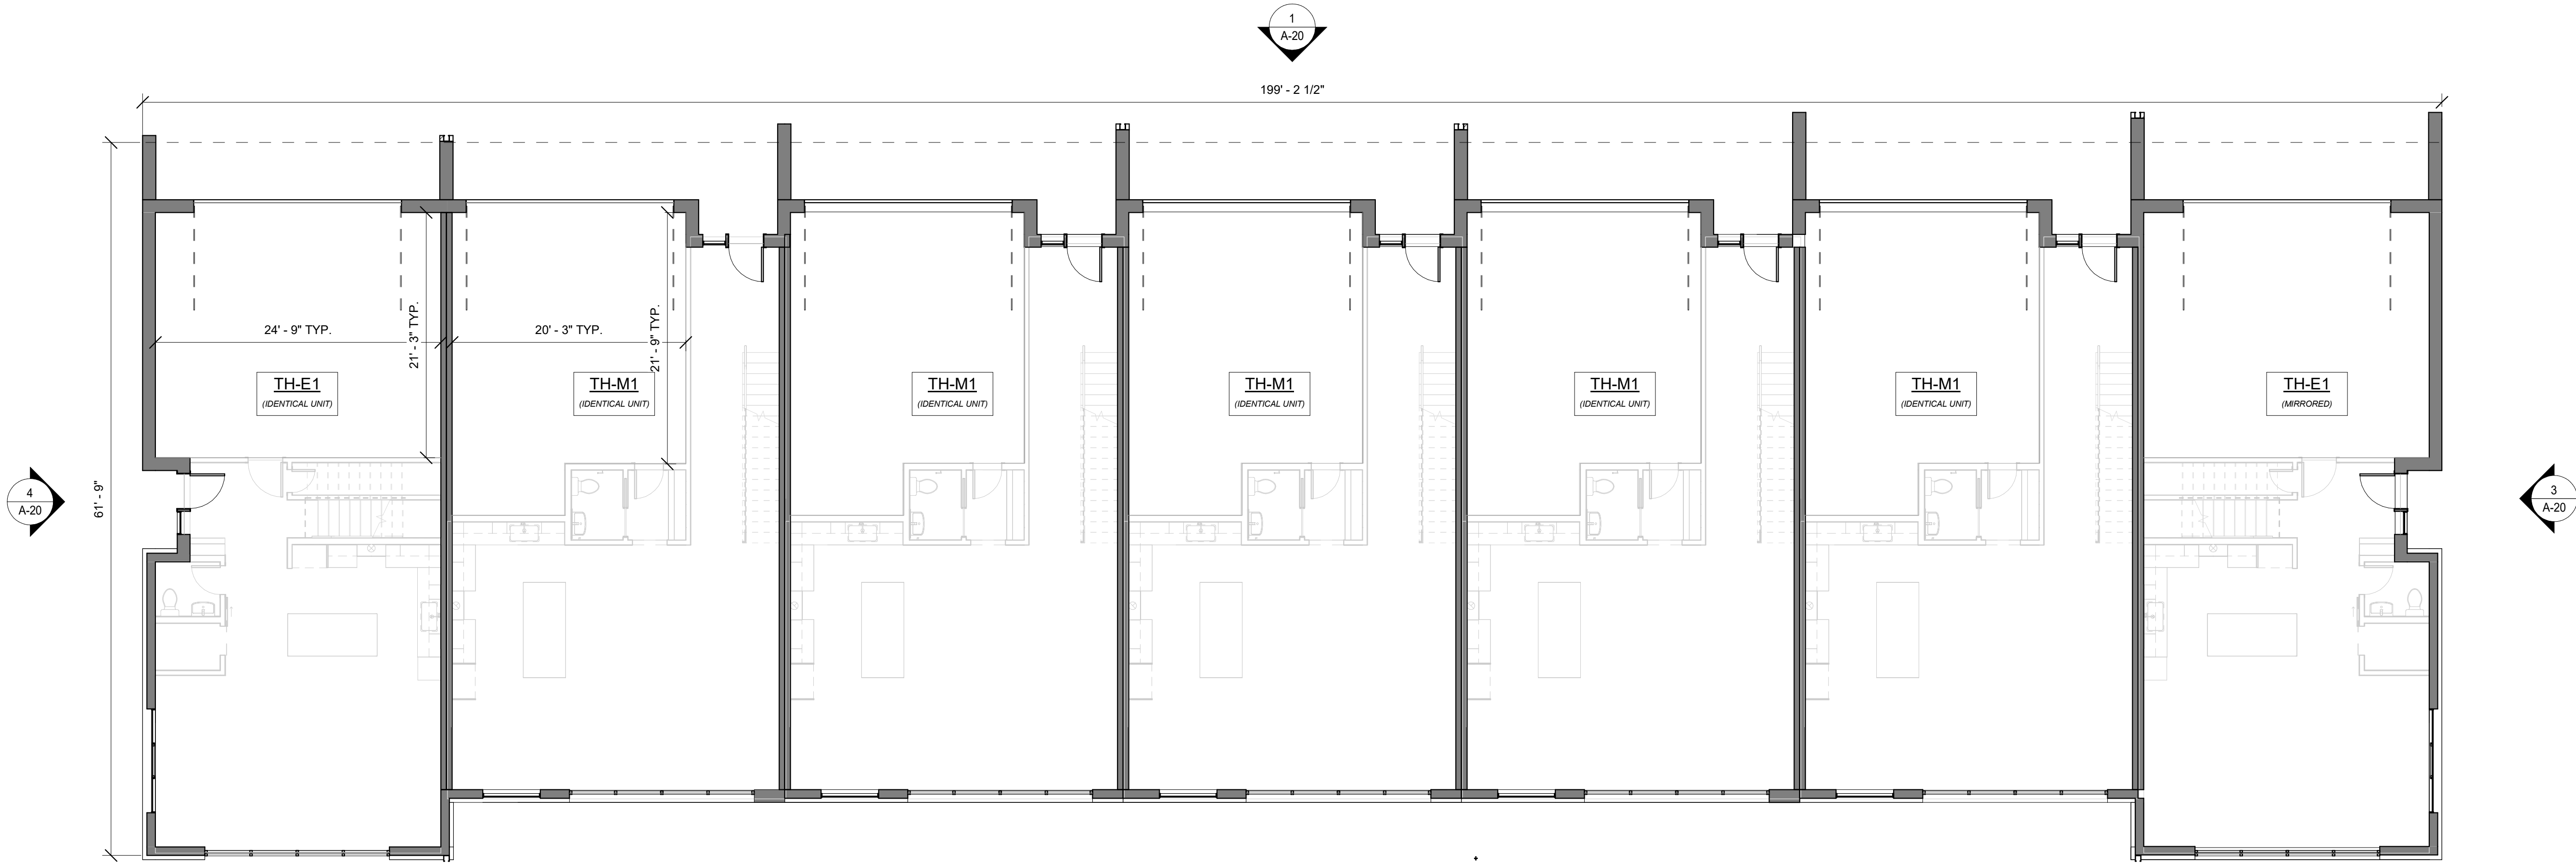 1
A-20
199' - 2 1/2"
24' - 9" TYP.
21' - 3" TYP.
20' - 3" TYP.
21' - 9" TYP.
TH-E1
(IDENTICAL UNIT)
TH-M1
(IDENTICAL UNIT)
TH-M1
(IDENTICAL UNIT)
TH-M1
(IDENTICAL UNIT)
TH-M1
(IDENTICAL UNIT)
TH-M1
(IDENTICAL UNIT)
TH-E1
(MIRRORED)
4
A-20
61' - 9"
3
A-20